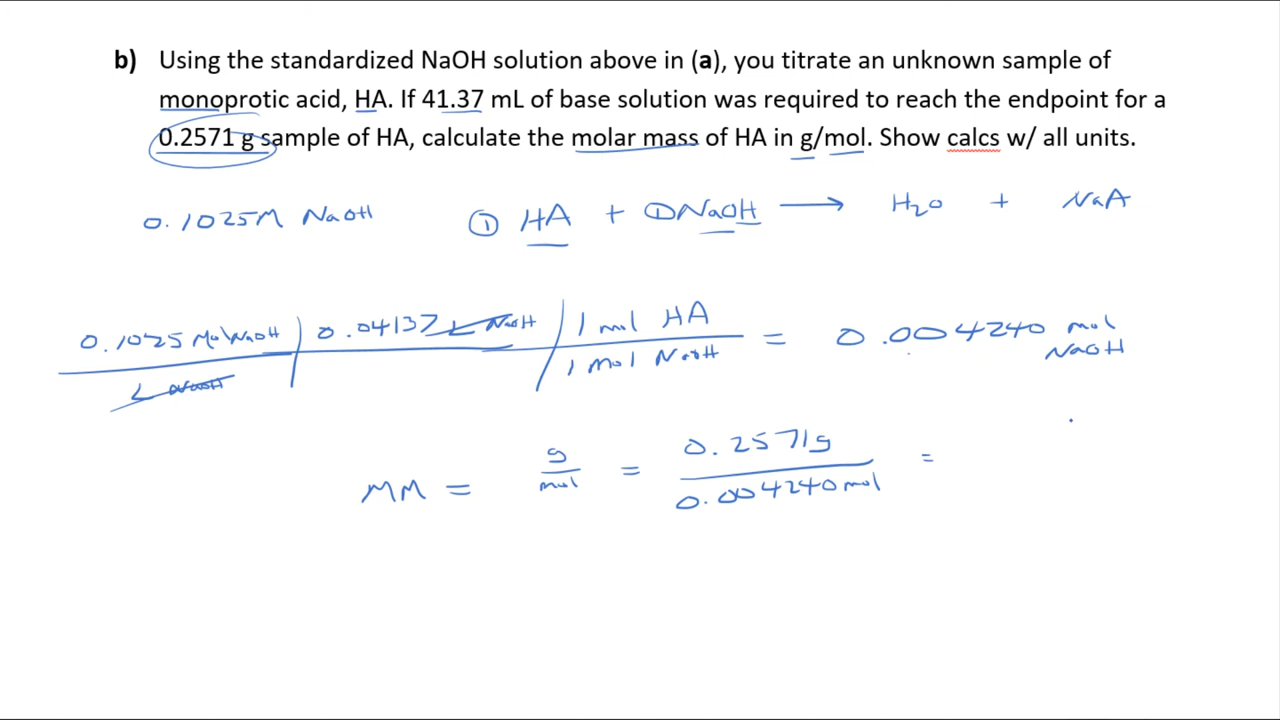 b) Using the standardized NaOH solution above in (a), you titrate an unknown sample of
monoprotic acid, HA. If 41.37 mL of base solution was required to reach the endpoint for a
0.2571 g sample of HA, calculate the molar mass of HA in g/mol. Show calcs w/ all units.
0.1025M NaOH ① HA + ① NaOH ⟶ H2O + NaA
0.1025 Mol NaOH | 0.04137 L NaOH | 1 mol HA = 0.004240 mol
L NaOH | | 1 mol NaOH NaOH
g 0.2571g
MM = — = — =
mol 0.004240 mol